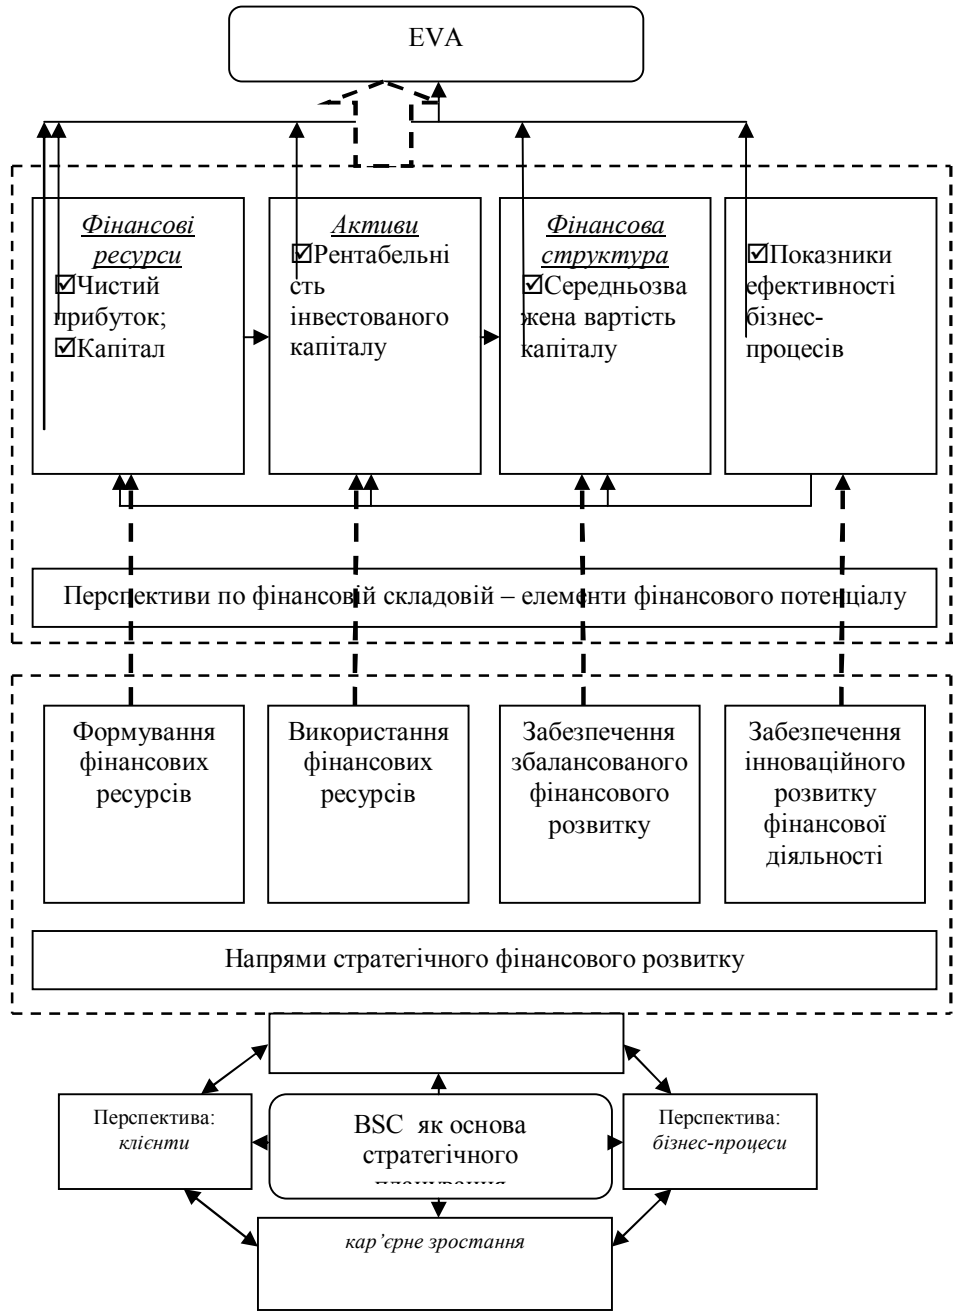 EVA
Фінансові
ресурси
☑Чистий
прибуток;
☑Капітал
Активи
☑Рентабельні
сть
інвестованого
капіталу
Фінансова
структура
☑Середньозва
жена вартість
капіталу
☑Показники
ефективності
бізнес-
процесів
Перспективи по фінансовій складовій – елементи фінансового потенціалу
Формування
фінансових
ресурсів
Використання
фінансових
ресурсів
Забезпечення
збалансованого
фінансового
розвитку
Забезпечення
інноваційного
розвитку
фінансової
діяльності
Напрями стратегічного фінансового розвитку
Перспектива:
клієнти
BSC як основа
стратегічного
Перспектива:
бізнес-процеси
кар’єрне зростання